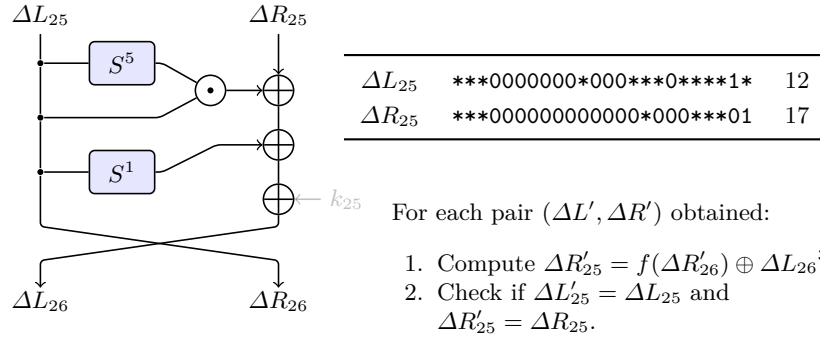 ΔL₂₅ ΔR₂₅
S⁵
S¹
k₂₅
ΔL₂₆ ΔR₂₆
ΔL₂₅ ***0000000*000***0****1* 12
ΔR₂₅ ***000000000000*000***01 17
For each pair (ΔL′, ΔR′) obtained:
1. Compute ΔR′₂₅ = f(ΔR′₂₆) ⊕ ΔL₂₆
2. Check if ΔL′₂₅ = ΔL₂₅ and
ΔR′₂₅ = ΔR₂₅.